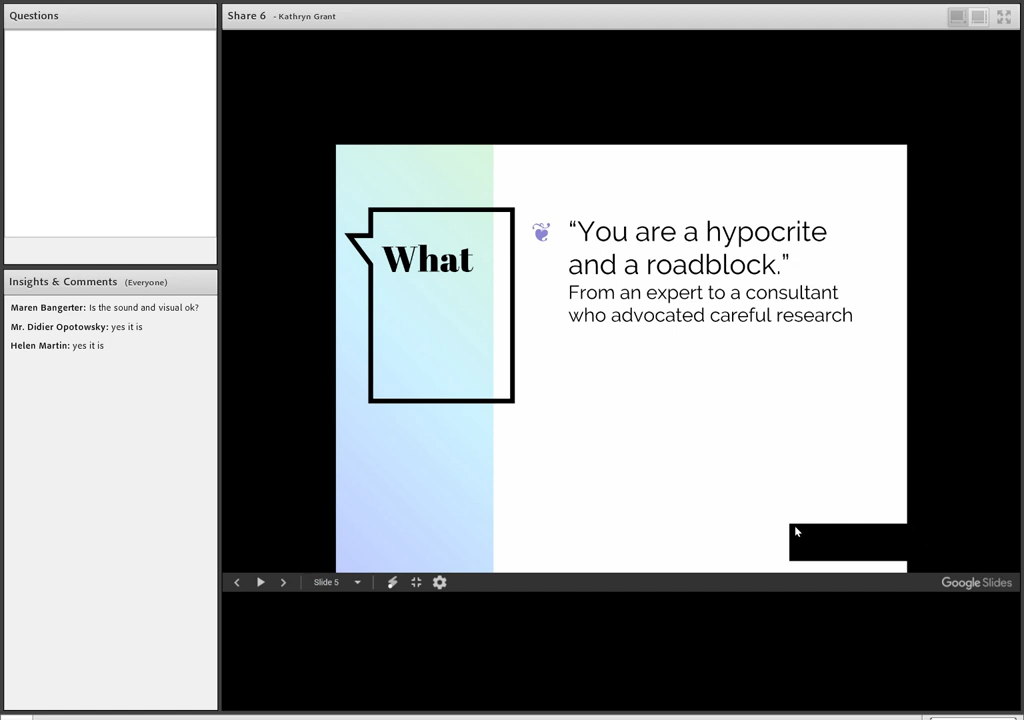 Questions
Share 6 - Kathryn Grant
Insights & Comments (Everyone)
Maren Bangerter: Is the sound and visual ok?
Mr. Didier Opotowsky: yes it is
Helen Martin: yes it is
What
“You are a hypocrite
and a roadblock.”
From an expert to a consultant
who advocated careful research
Slide 5
Google Slides